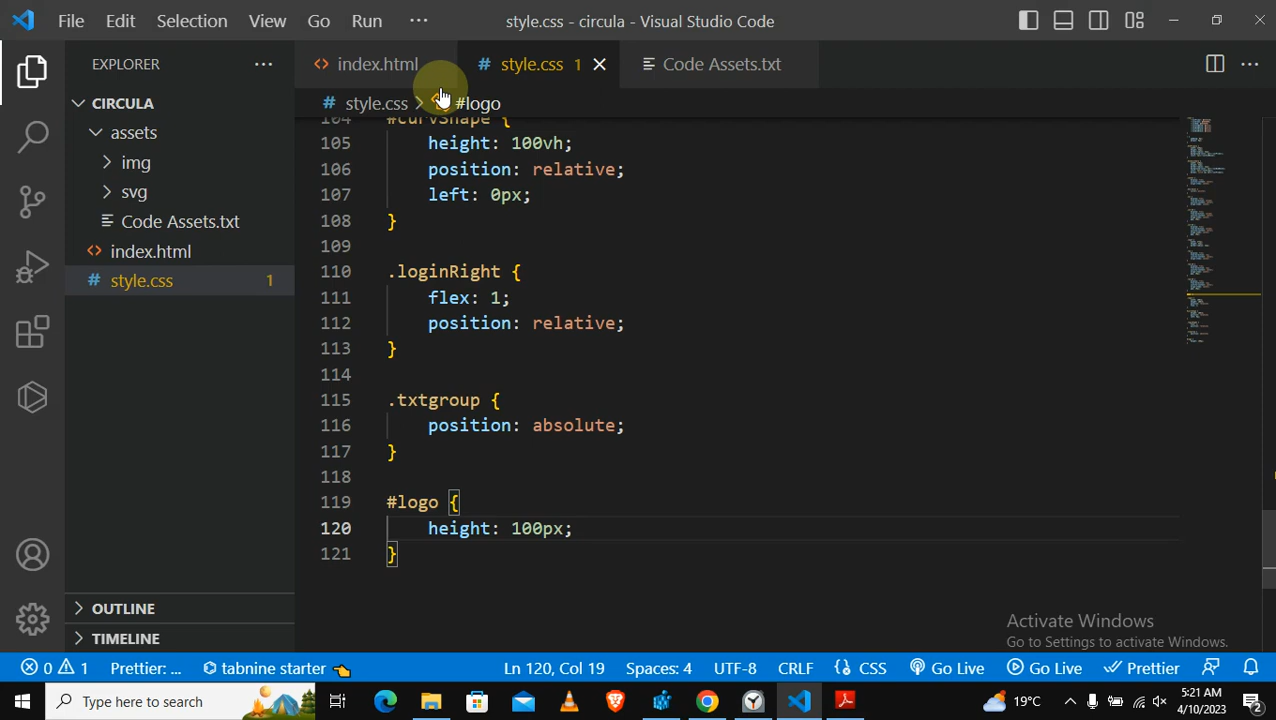 File Edit Selection View Go Run ··· style.css - circula - Visual Studio Code
EXPLORER ···
index.html
# style.css 1
Code Assets.txt
···
# style.css > #logo
CIRCULA
assets
img
svg
Code Assets.txt
index.html
# style.css 1
OUTLINE
TIMELINE
104 #curvShape {
105 height: 100vh;
106 position: relative;
107 left: 0px;
108 }
109
110 .loginRight {
111 flex: 1;
112 position: relative;
113 }
114
115 .txtgroup {
116 position: absolute;
117 }
118
119 #logo {
120 height: 100px;
121 }
Activate Windows
Go to Settings to activate Windows.
0 1 Prettier: ... tabnine starter Ln 120, Col 19 Spaces: 4 UTF-8 CRLF {} CSS Go Live Go Live Prettier
Type here to search 19°C 5:21 AM
4/10/2023 2